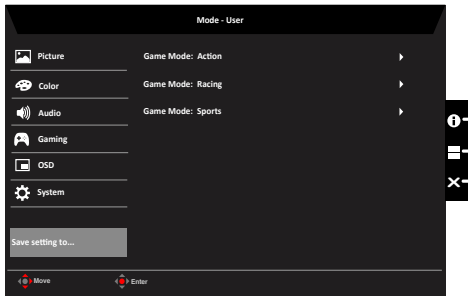 Mode - User
Picture
Game Mode: Action
Color
Game Mode: Racing
Audio
Game Mode: Sports
Gaming
OSD
System
Save setting to...
Move
Enter